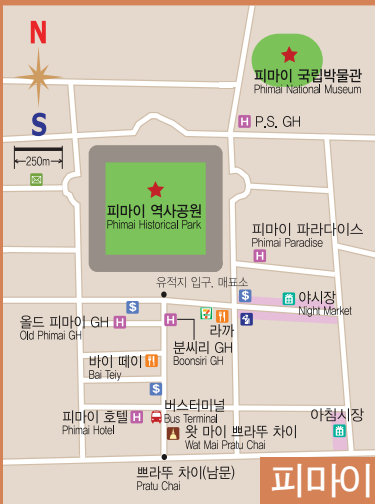 N
피마이 국립박물관
Phimai National Museum
S
H P.S. GH
250m
피마이 역사공원
Phimai Historical Park
피마이 파라다이스
Phimai Paradise
H
유적지 입구, 매표소
$
$
야시장
Night Market
올드 피마이 GH H
Old Phimai GH
H
7
라까
분씨리 GH
Boonsiri GH
바이 떼이
Bai Teiy
$
버스터미널
Bus Terminal
피마이 호텔 H
Phimai Hotel
아침시장
왓 마이 쁘라뚜 차이
Wat Mai Pratu Chai
쁘라뚜 차이(남문)
Pratu Chai
피마이